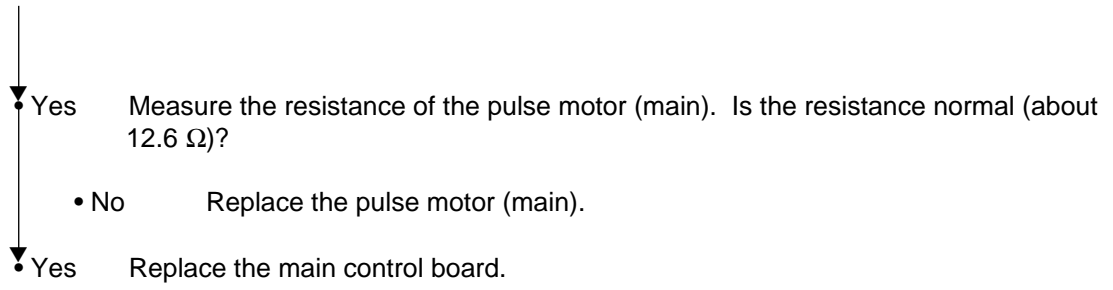 • Yes Measure the resistance of the pulse motor (main). Is the resistance normal (about
12.6 Ω)?
• No Replace the pulse motor (main).
• Yes Replace the main control board.